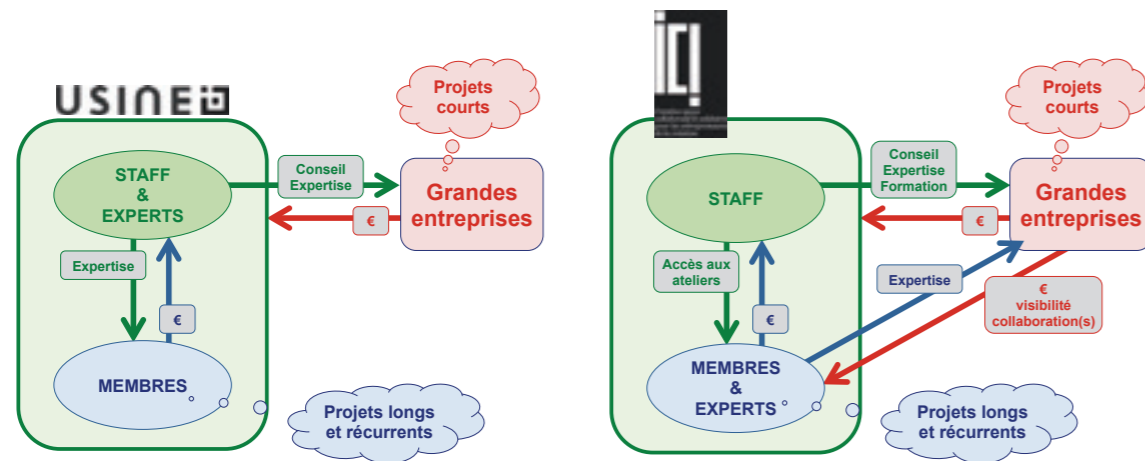 USINE iO
Projets
courts
STAFF
&
EXPERTS
Conseil
Expertise
Grandes
entreprises
€
Expertise
€
MEMBRES
Projets longs
et récurrents
ICI
Projets
courts
STAFF
Conseil
Expertise
Formation
Grandes
entreprises
€
Accès aux
ateliers
Expertise
€
visibilité
collaboration(s)
€
MEMBRES
&
EXPERTS
Projets longs
et récurrents